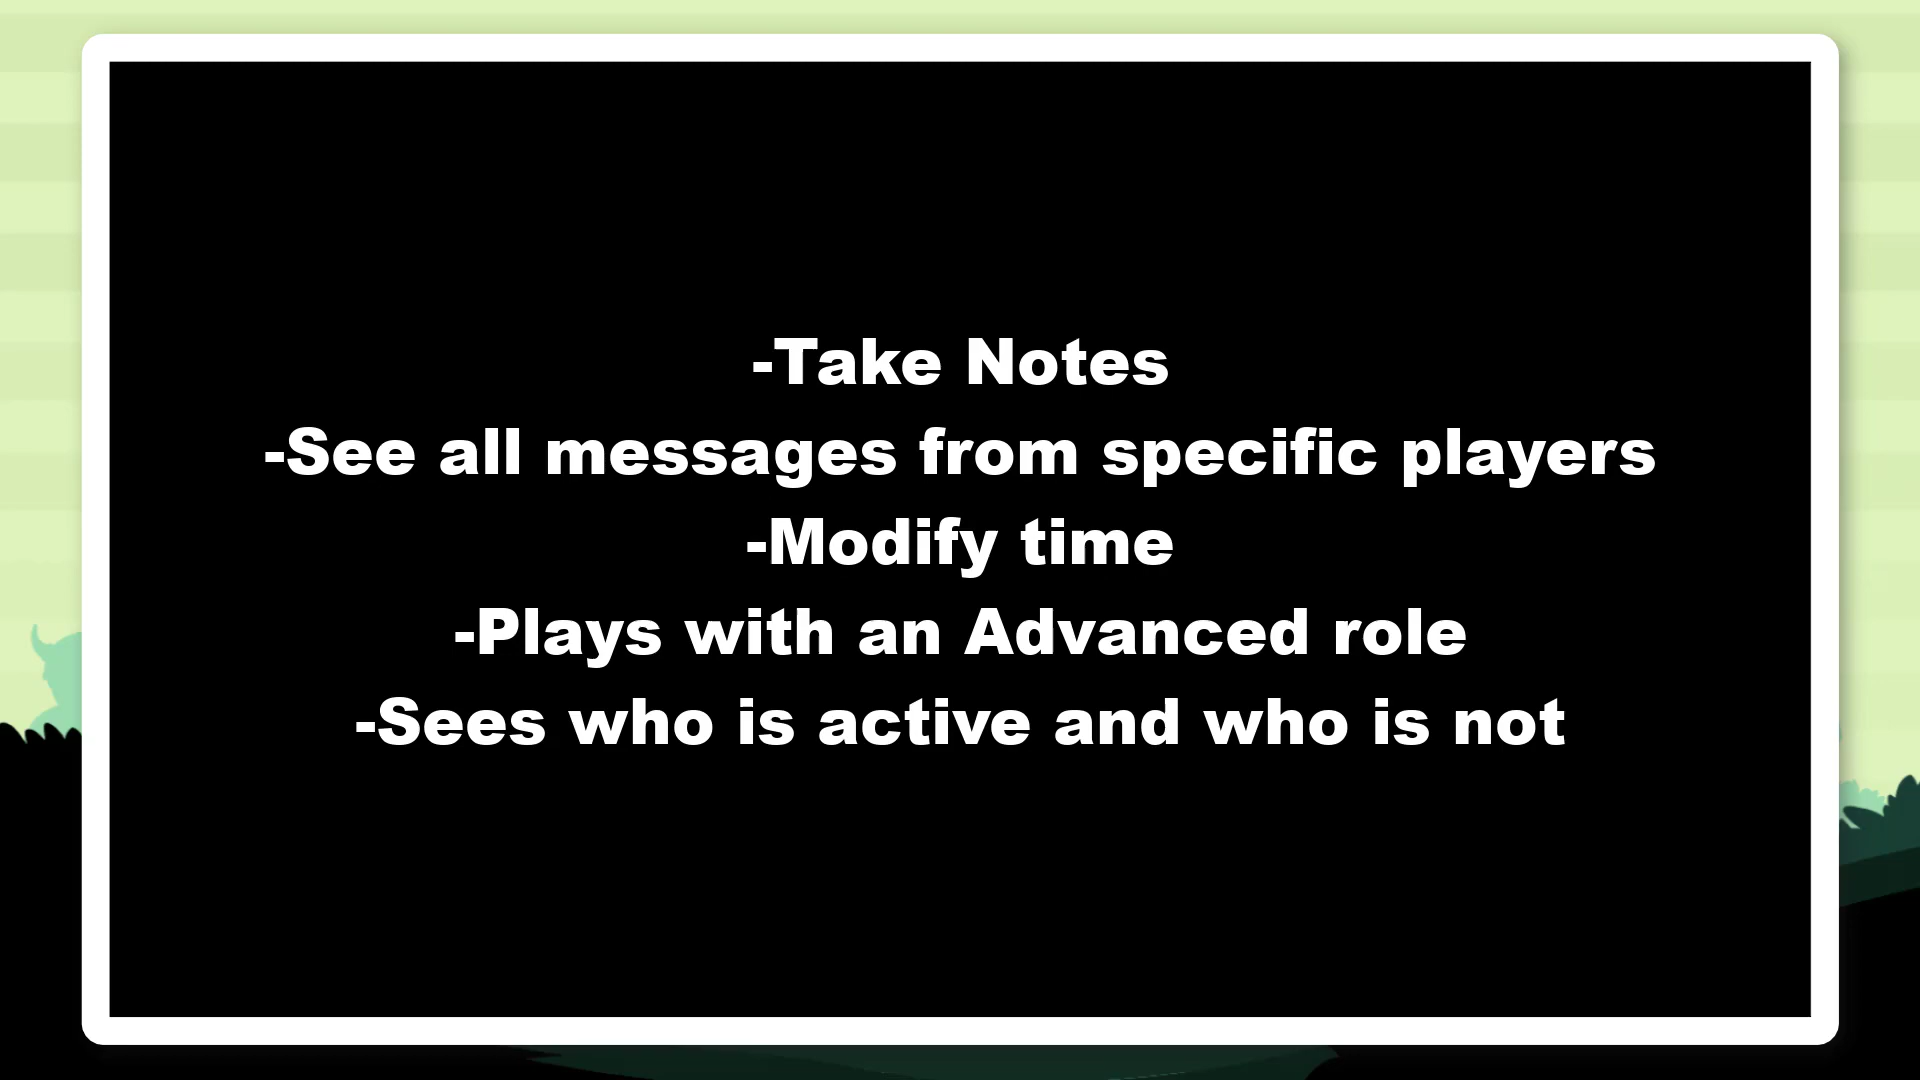 -Take Notes
-See all messages from specific players
-Modify time
-Plays with an Advanced role
-Sees who is active and who is not